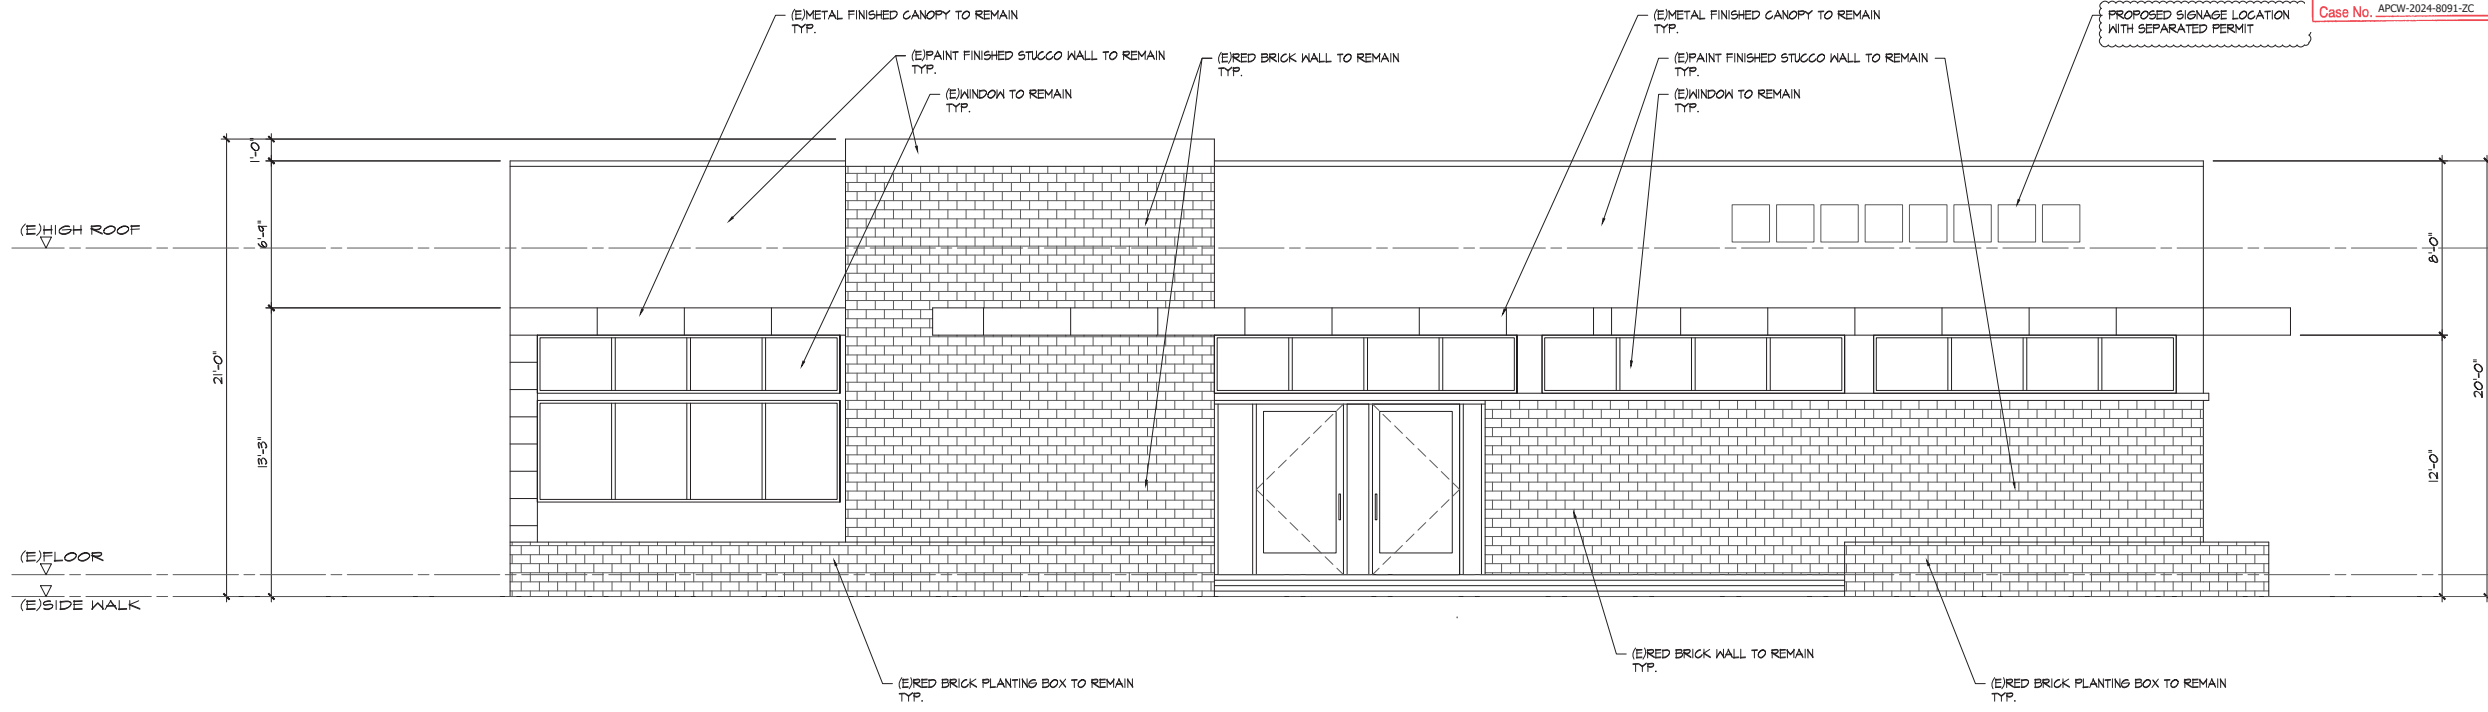 (E)METAL FINISHED CANOPY TO REMAIN
TYP.
(E)METAL FINISHED CANOPY TO REMAIN
TYP.
PROPOSED SIGNAGE LOCATION
WITH SEPARATED PERMIT
Case No. APCW-2024-8091-ZC
(E)PAINT FINISHED STUCCO WALL TO REMAIN
TYP.
(E)RED BRICK WALL TO REMAIN
TYP.
(E)PAINT FINISHED STUCCO WALL TO REMAIN
TYP.
(E)WINDOW TO REMAIN
TYP.
(E)WINDOW TO REMAIN
TYP.
1'-0"
(E)HIGH ROOF
6'-9"
8'-0"
21'-0"
20'-0"
13'-3"
12'-0"
(E)FLOOR
(E)SIDE WALK
(E)RED BRICK WALL TO REMAIN
TYP.
(E)RED BRICK PLANTING BOX TO REMAIN
TYP.
(E)RED BRICK PLANTING BOX TO REMAIN
TYP.